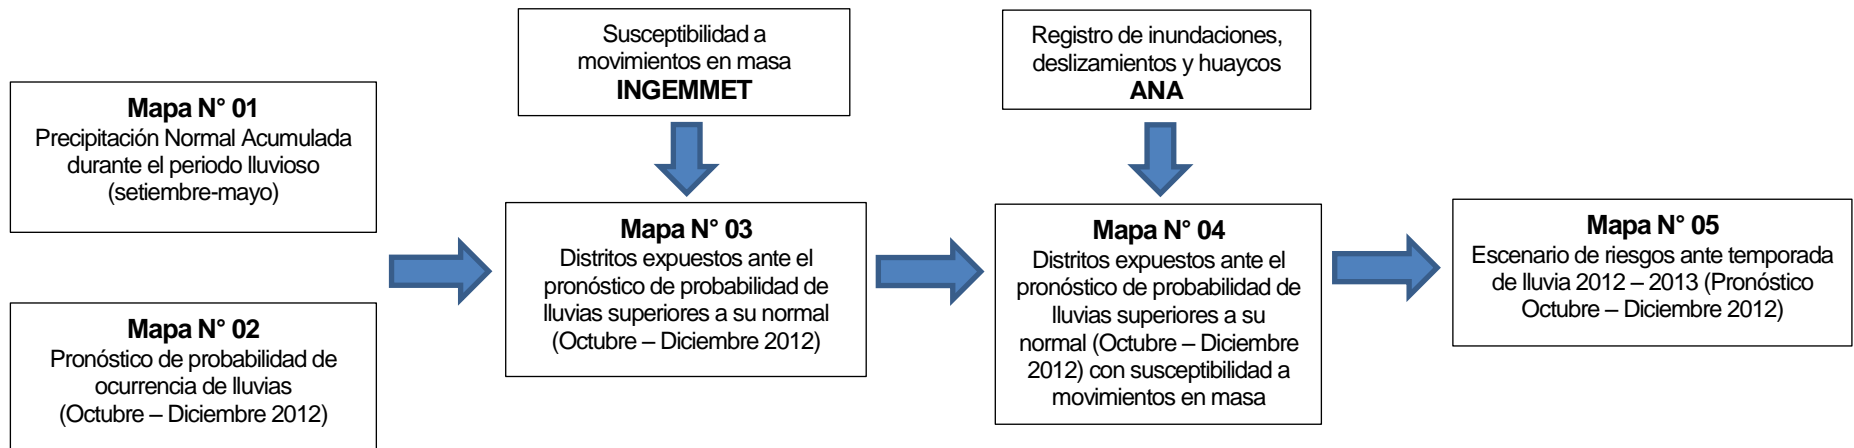 Mapa N° 01
Precipitación Normal Acumulada
durante el periodo lluvioso
(setiembre-mayo)
Mapa N° 02
Pronóstico de probabilidad de
ocurrencia de lluvias
(Octubre – Diciembre 2012)
Susceptibilidad a
movimientos en masa
INGEMMET
Mapa N° 03
Distritos expuestos ante el
pronóstico de probabilidad de
lluvias superiores a su normal
(Octubre – Diciembre 2012)
Registro de inundaciones,
deslizamientos y huaycos
ANA
Mapa N° 04
Distritos expuestos ante el
pronóstico de probabilidad de
lluvias superiores a su
normal (Octubre – Diciembre
2012) con susceptibilidad a
movimientos en masa
Mapa N° 05
Escenario de riesgos ante temporada
de lluvia 2012 – 2013 (Pronóstico
Octubre – Diciembre 2012)